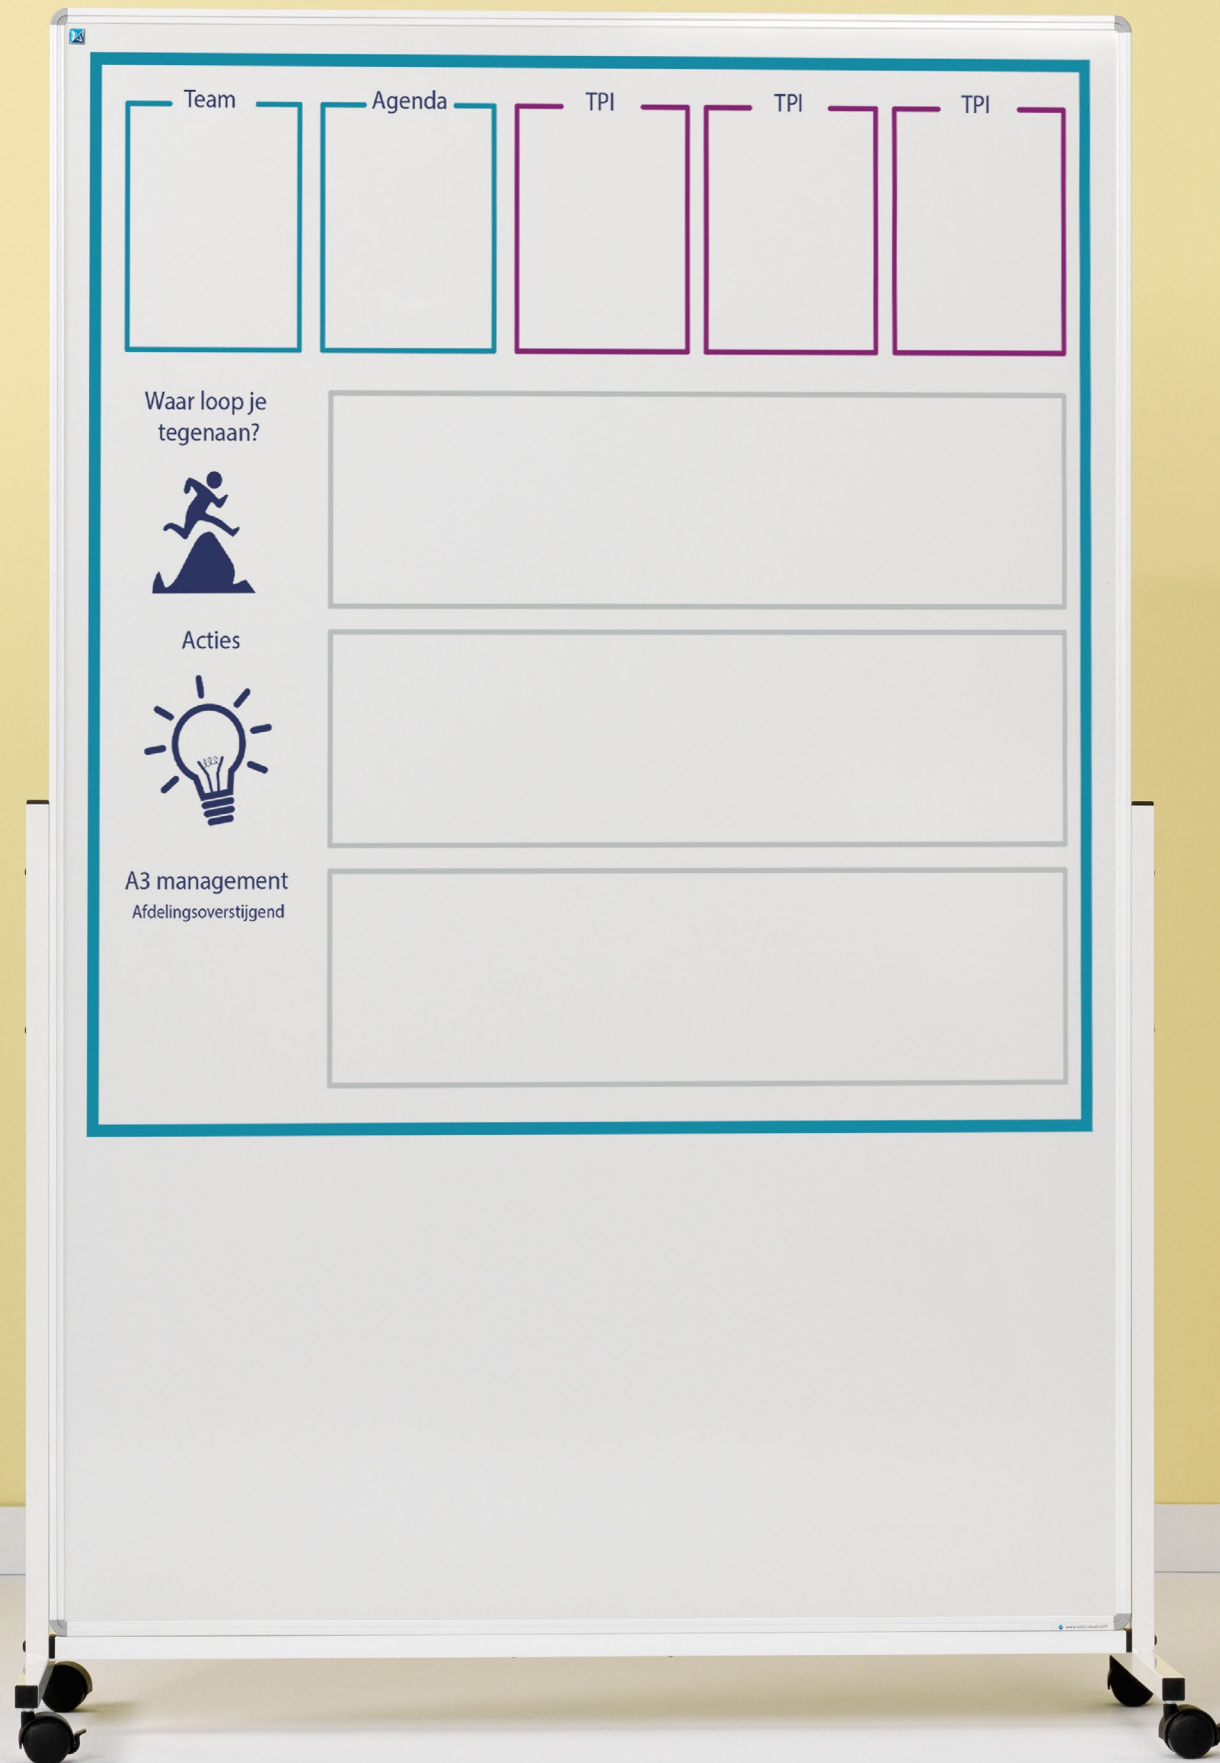 Team
Agenda
TPI
TPI
TPI
Waar loop je
tegenaan?
Acties
A3 management
Afdelingsoverstijgend